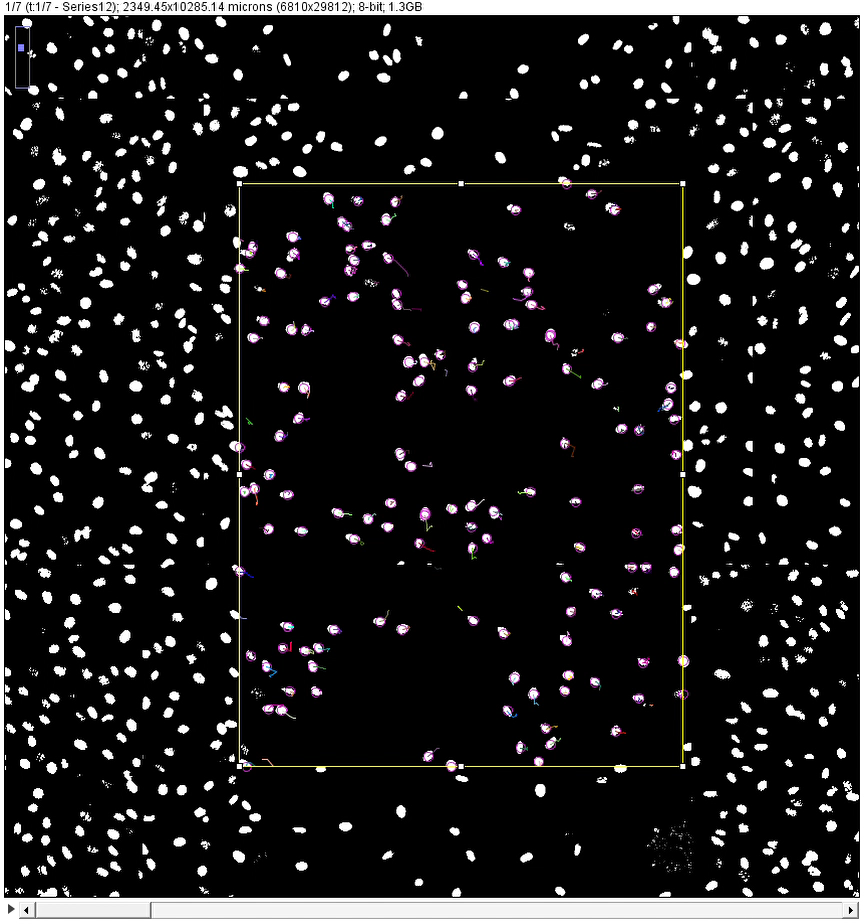 1/7 (t:1/7 - Series12); 2349.45x10285.14 microns (6810x29812); 8-bit; 1.3GB